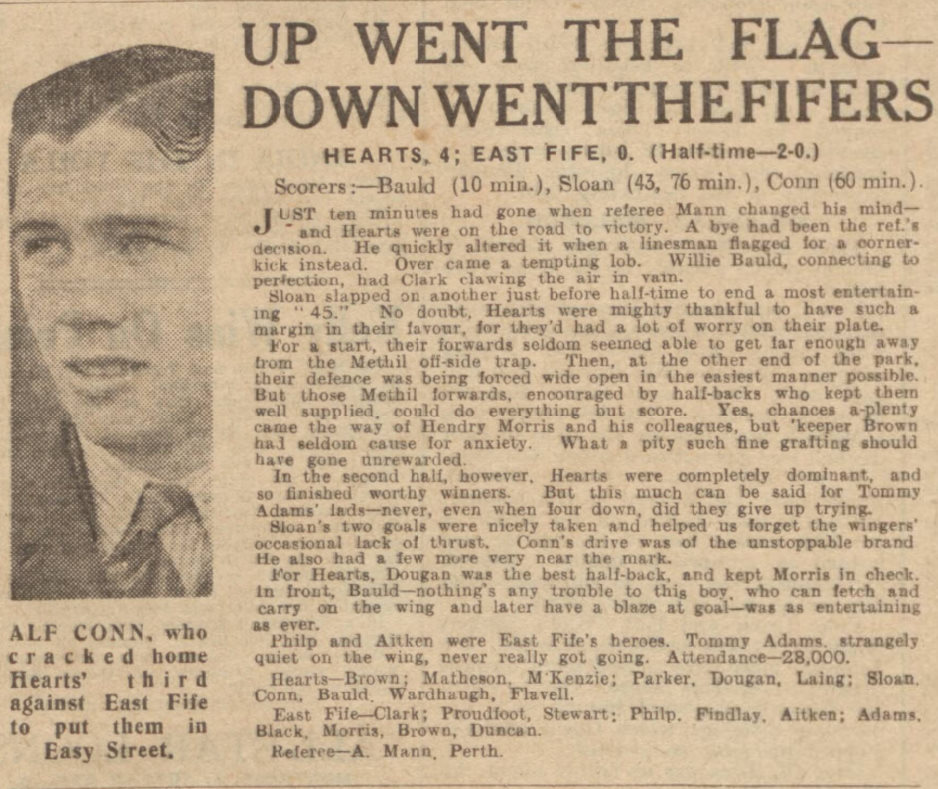 UP WENT THE FLAG—
DOWN WENT THE FIFERS
HEARTS, 4; EAST FIFE, 0. (Half-time—2-0.)
Scorers:—Bauld (10 min.), Sloan (43, 76 min.), Conn (60 min.).
JUST ten minutes had gone when referee Mann changed his mind—
and Hearts were on the road to victory. A bye had been the ref.'s
decision. He quickly altered it when a linesman flagged for a corner-
kick instead. Over came a tempting lob. Willie Bauld, connecting to
perfection, had Clark clawing the air in vain.
Sloan slapped on another just before half-time to end a most entertain-
ing "45." No doubt, Hearts were mighty thankful to have such a
margin in their favour, for they'd had a lot of worry on their plate.
For a start, their forwards seldom seemed able to get far enough away
from the Methil off-side trap. Then, at the other end of the park,
their defence was being forced wide open in the easiest manner possible.
But those Methil forwards, encouraged by half-backs who kept them
well supplied, could do everything but score. Yes, chances a-plenty
came the way of Hendry Morris and his colleagues, but 'keeper Brown
had seldom cause for anxiety. What a pity such fine grafting should
have gone unrewarded.
In the second half, however, Hearts were completely dominant, and
so finished worthy winners. But this much can be said for Tommy
Adams' lads—never, even when four down, did they give up trying.
Sloan's two goals were nicely taken and helped us forget the wingers'
occasional lack of thrust. Conn's drive was of the unstoppable brand
He also had a few more very near the mark.
For Hearts, Dougan was the best half-back, and kept Morris in check.
In front, Bauld—nothing's any trouble to this boy, who can fetch and
carry on the wing and later have a blaze at goal—was as entertaining
as ever.
Philp and Aitken were East Fife's heroes. Tommy Adams, strangely
quiet on the wing, never really got going. Attendance—28,000.
Hearts—Brown; Matheson, M'Kenzie; Parker, Dougan, Laing; Sloan,
Conn, Bauld, Wardhaugh, Flavell.
East Fife—Clark; Proudfoot, Stewart; Philp, Findlay, Aitken; Adams,
Black, Morris, Brown, Duncan.
Referee—A. Mann, Perth.
ALF CONN, who
cracked home
Hearts' third
against East Fife
to put them in
Easy Street.